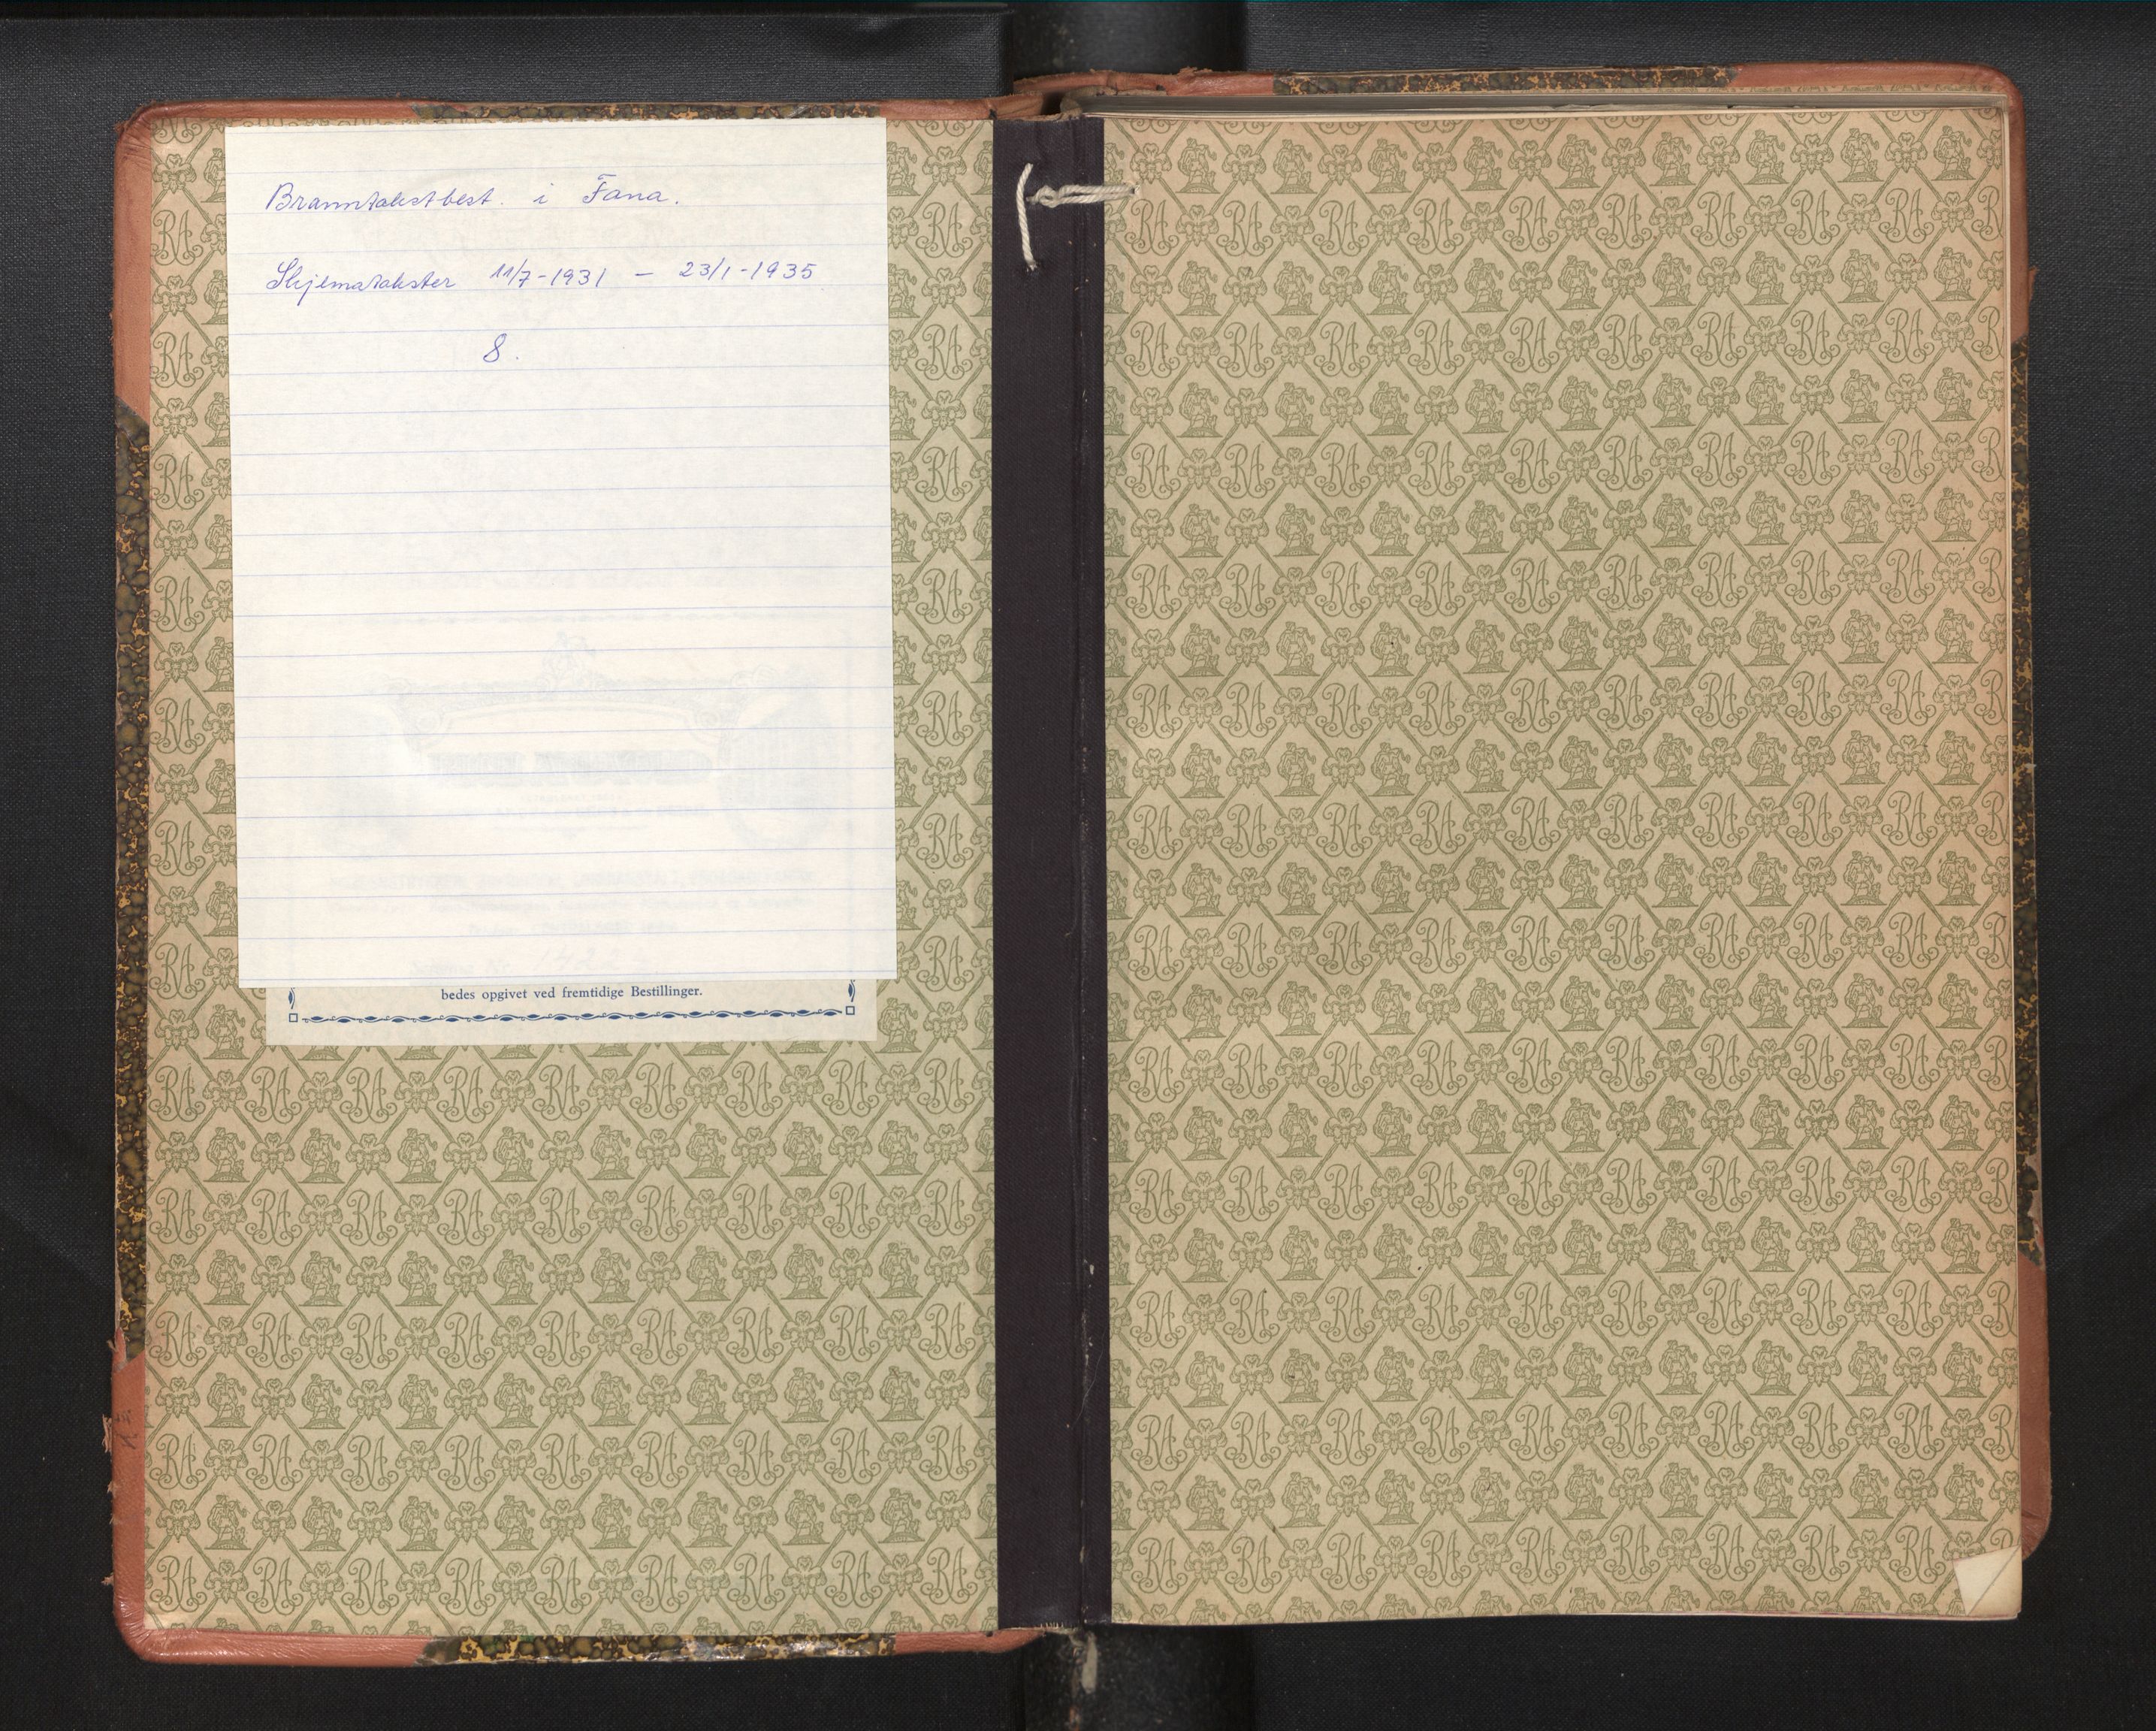 Branntakstbest. i Fana.
Skjematakster 11/7-1931 – 23/1-1935
8.
bedes opgivet ved fremtidige Bestillinger.